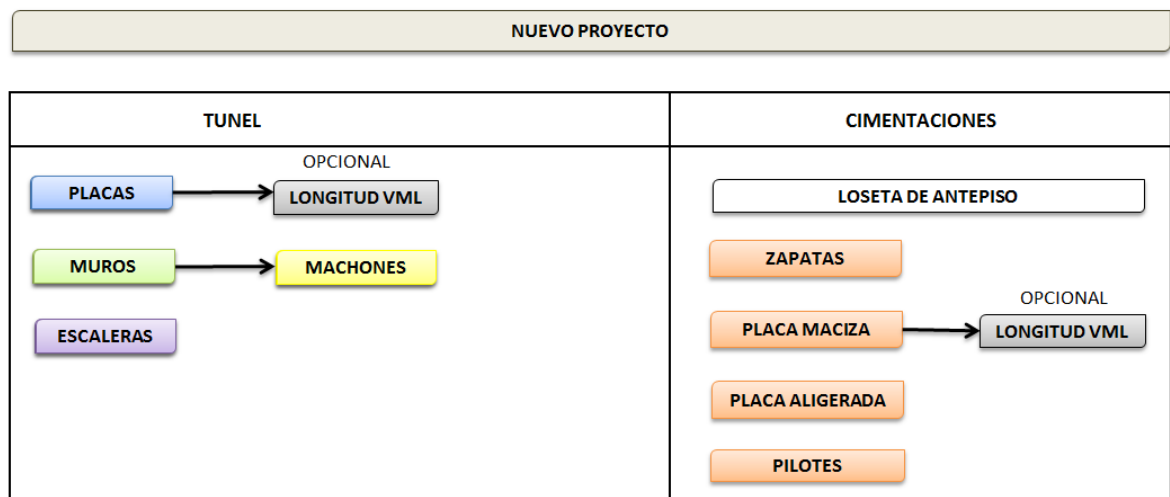 NUEVO PROYECTO
TUNEL
OPCIONAL
PLACAS
LONGITUD VML
MUROS
MACHONES
ESCALERAS
CIMENTACIONES
LOSETA DE ANTEPISO
ZAPATAS
OPCIONAL
PLACA MACIZA
LONGITUD VML
PLACA ALIGERADA
PILOTES